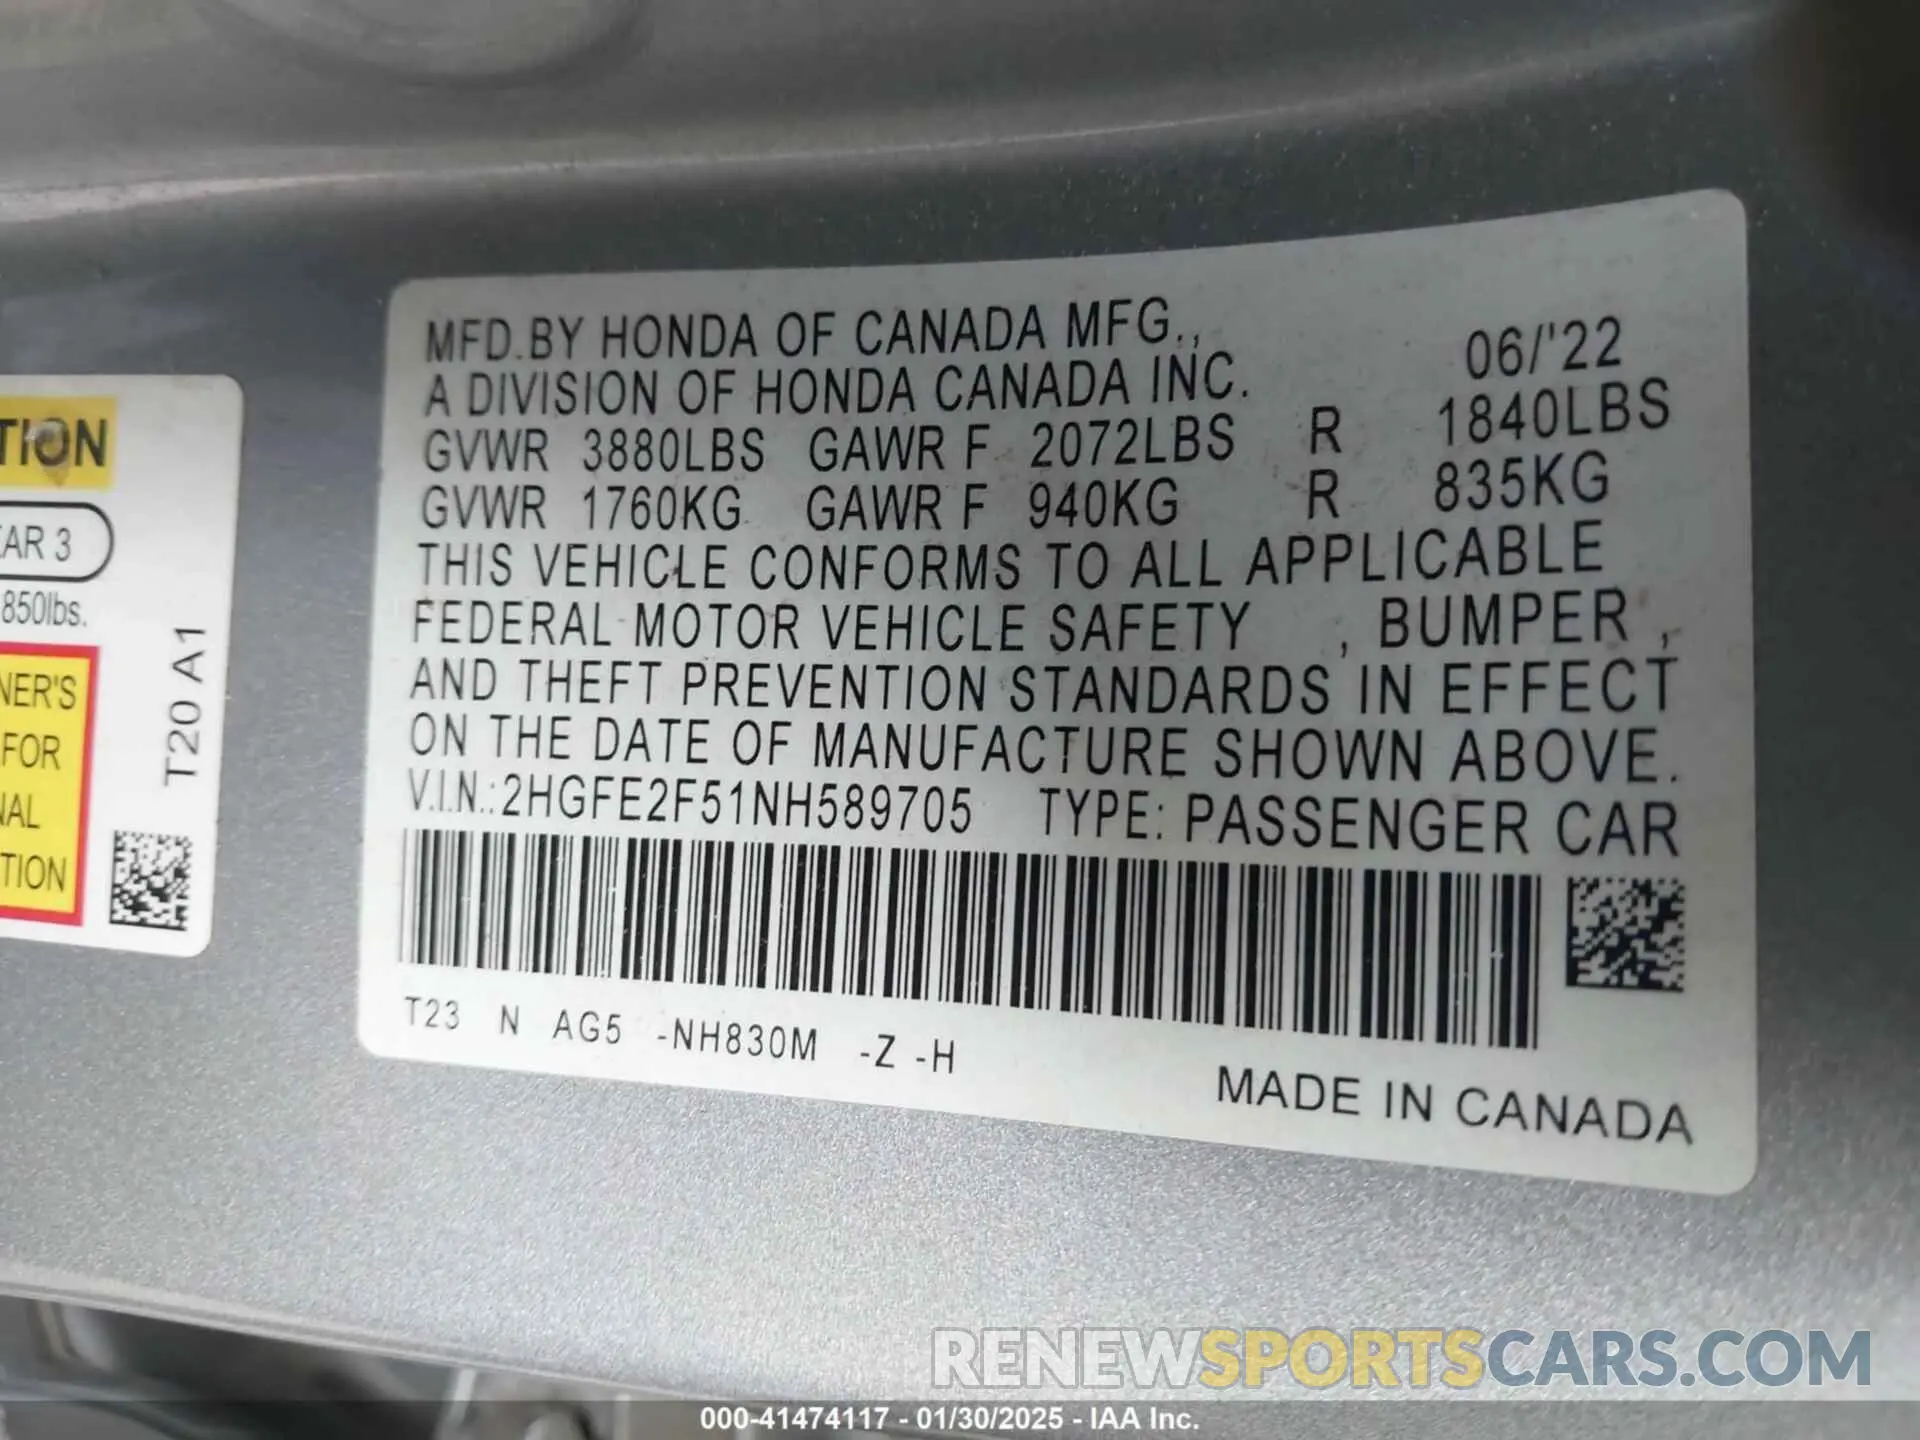 MFD.BY HONDA OF CANADA MFG., 06/'22
A DIVISION OF HONDA CANADA INC.
GVWR 3880LBS GAWR F 2072LBS R 1840LBS
GVWR 1760KG GAWR F 940KG R 835KG
THIS VEHICLE CONFORMS TO ALL APPLICABLE
FEDERAL MOTOR VEHICLE SAFETY , BUMPER ,
AND THEFT PREVENTION STANDARDS IN EFFECT
ON THE DATE OF MANUFACTURE SHOWN ABOVE.
V.I.N.: 2HGFE2F51NH589705 TYPE: PASSENGER CAR
T23 N AG5 -NH830M -Z -H
MADE IN CANADA
TION
EAR 3
850lbs.
NER'S
FOR
NAL
TION
T20 A1
RENEWSPORTSCARS.COM
000-41474117 - 01/30/2025 - IAA Inc.